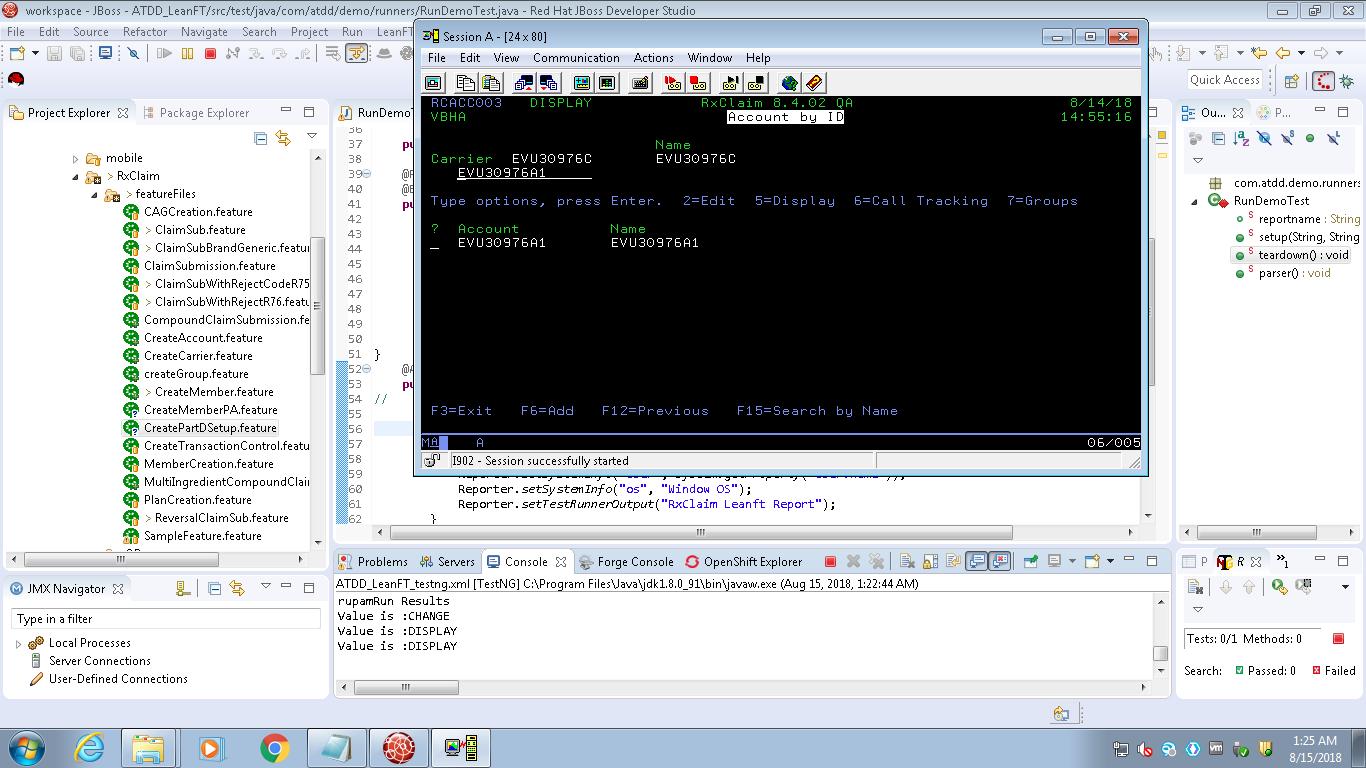 workspace - JBoss - ATDD_LeanFT/src/test/java/com/atdd/demo/runners/RunDemoTest.java - Red Hat JBoss Developer Studio
File Edit Source Refactor Navigate Search Project Run LeanFT
Quick Access
Project Explorer
Package Explorer
mobile
> RxClaim
> featureFiles
CAGCreation.feature
> ClaimSub.feature
> ClaimSubBrandGeneric.featur
ClaimSubmission.feature
> ClaimSubWithRejectCodeR75
> ClaimSubWithRejectR76.featu
CompoundClaimSubmission.fe
CreateAccount.feature
CreateCarrier.feature
createGroup.feature
> CreateMember.feature
CreateMemberPA.feature
CreatePartDSetup.feature
CreateTransactionControl.featu
MemberCreation.feature
MultiIngredientCompoundClai
PlanCreation.feature
> ReversalClaimSub.feature
SampleFeature.feature
JMX Navigator
Type in a filter
Local Processes
Server Connections
User-Defined Connections
RunDemo
36
37 pu
38
39 @
40 @
41 pu
42
43
44
45
46
47
48
49
50
51 }
52 @A
53 pu
54 //
55
56
57
58
59
60 Reporter.setSystemInfo("os", "Window OS");
61 Reporter.setTestRunnerOutput("RxClaim Leanft Report");
62 }
Session A - [24 x 80]
File Edit View Communication Actions Window Help
RCACC003 DISPLAY RxClaim 8.4.02 QA 8/14/18
VBHA Account by ID 14:55:16
Name
Carrier EVU30976C EVU30976C
EVU30976A1
Type options, press Enter. 2=Edit 5=Display 6=Call Tracking 7=Groups
? Account Name
EVU30976A1 EVU30976A1
F3=Exit F6=Add F12=Previous F15=Search by Name
MA A 06/005
I902 - Session successfully started
Problems Servers Console Forge Console OpenShift Explorer
ATDD_LeanFT_testng.xml [TestNG] C:\Program Files\Java\jdk1.8.0_91\bin\javaw.exe (Aug 15, 2018, 1:22:44 AM)
rupamRun Results
Value is :CHANGE
Value is :DISPLAY
Value is :DISPLAY
Ou...
P...
com.atdd.demo.runners
RunDemoTest
reportname : String
setup(String, String
teardown() : void
parser() : void
P
R
»1
Tests: 0/1 Methods: 0
Search: Passed: 0 Failed
1:25 AM
8/15/2018